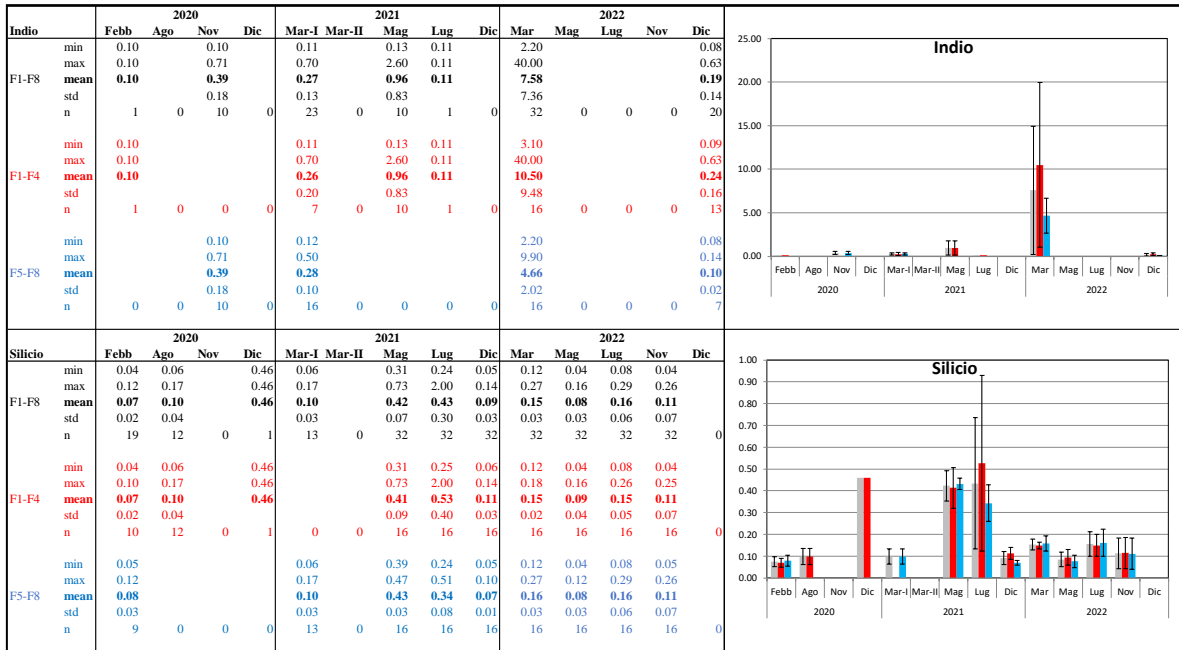 2020 2021 2022
Indio Febb Ago Nov Dic Mar-I Mar-II Mag Lug Dic Mar Mag Lug Nov Dic
min 0.10 0.10 0.11 0.13 0.11 2.20 0.08
max 0.10 0.71 0.70 2.60 0.11 40.00 0.63
F1-F8 mean 0.10 0.39 0.27 0.96 0.11 7.58 0.19
std 0.18 0.13 0.83 7.36 0.14
n 1 0 10 0 23 0 10 1 0 32 0 0 0 20
min 0.10 0.11 0.13 0.11 3.10 0.09
max 0.10 0.70 2.60 0.11 40.00 0.63
F1-F4 mean 0.10 0.26 0.96 0.11 10.50 0.24
std 0.20 0.83 9.48 0.16
n 1 0 0 0 7 0 10 1 0 16 0 0 0 13
min 0.10 0.12 2.20 0.08
max 0.71 0.50 9.90 0.14
F5-F8 mean 0.39 0.28 4.66 0.10
std 0.18 0.10 2.02 0.02
n 0 0 10 0 16 0 0 0 0 16 0 0 0 7
Indio
25.00
20.00
15.00
10.00
5.00
0.00
Febb Ago Nov Dic Mar-I Mar-II Mag Lug Dic Mar Mag Lug Nov Dic
2020 2021 2022
2020 2021 2022
Silicio Febb Ago Nov Dic Mar-I Mar-II Mag Lug Dic Mar Mag Lug Nov Dic
min 0.04 0.06 0.46 0.06 0.31 0.24 0.05 0.12 0.04 0.08 0.04
max 0.12 0.17 0.46 0.17 0.73 2.00 0.14 0.27 0.16 0.29 0.26
F1-F8 mean 0.07 0.10 0.46 0.10 0.42 0.43 0.09 0.15 0.08 0.16 0.11
std 0.02 0.04 0.03 0.07 0.30 0.03 0.03 0.03 0.06 0.07
n 19 12 0 1 13 0 32 32 32 32 32 32 32 0
min 0.04 0.06 0.46 0.31 0.25 0.06 0.12 0.04 0.08 0.04
max 0.10 0.17 0.46 0.73 2.00 0.14 0.18 0.16 0.26 0.25
F1-F4 mean 0.07 0.10 0.46 0.41 0.53 0.11 0.15 0.09 0.15 0.11
std 0.02 0.04 0.09 0.40 0.03 0.02 0.04 0.05 0.07
n 10 12 0 1 0 0 16 16 16 16 16 16 16 0
min 0.05 0.06 0.39 0.24 0.05 0.12 0.04 0.08 0.05
max 0.12 0.17 0.47 0.51 0.10 0.27 0.12 0.29 0.26
F5-F8 mean 0.08 0.10 0.43 0.34 0.07 0.16 0.08 0.16 0.11
std 0.03 0.03 0.03 0.08 0.01 0.03 0.03 0.06 0.07
n 9 0 0 0 13 0 16 16 16 16 16 16 16 0
Silicio
1.00
0.90
0.80
0.70
0.60
0.50
0.40
0.30
0.20
0.10
0.00
Febb Ago Nov Dic Mar-I Mar-II Mag Lug Dic Mar Mag Lug Nov Dic
2020 2021 2022